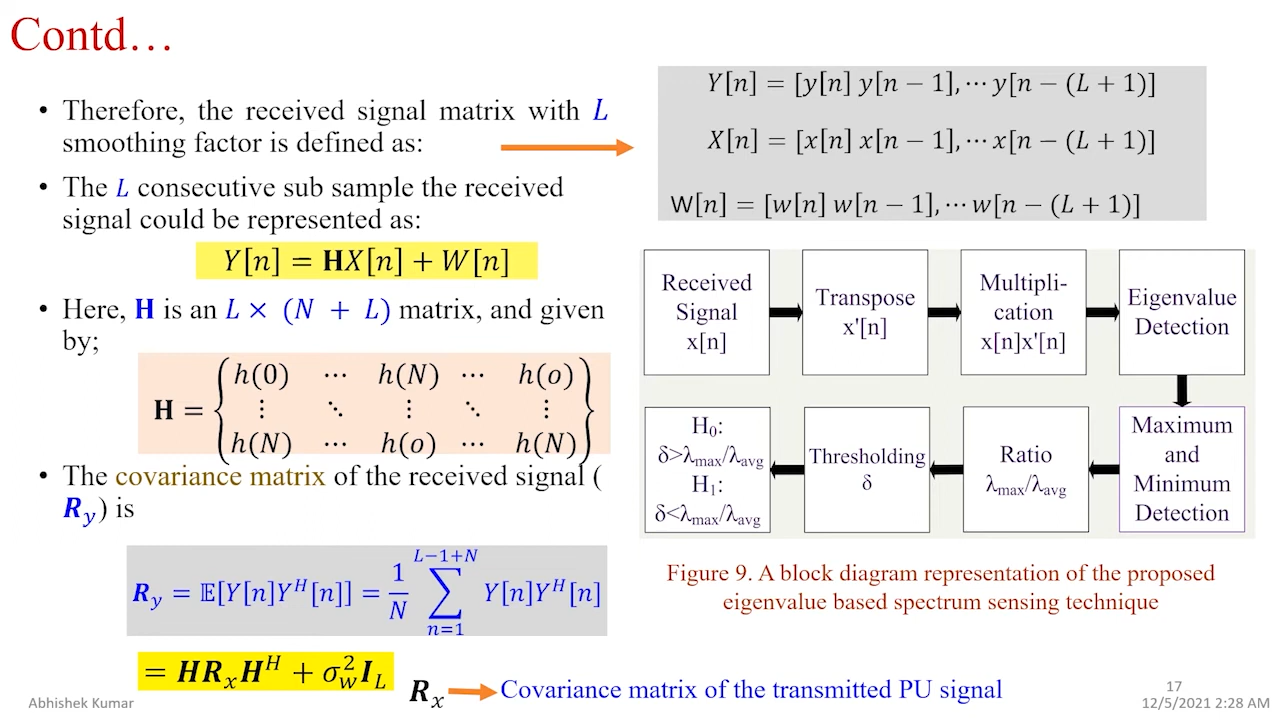 Contd…
• Therefore, the received signal matrix with L
smoothing factor is defined as:
• The L consecutive sub sample the received
signal could be represented as:
Y[n] = HX[n] + W[n]
• Here, H is an L × (N + L) matrix, and given
by;
H = { h(0) ⋯ h(N) ⋯ h(o)
⋮ ⋱ ⋮ ⋱ ⋮
h(N) ⋯ h(o) ⋯ h(N) }
• The covariance matrix of the received signal (
R_y) is
R_y = 𝔼[Y[n]Y^H[n]] = 1/N ∑_{n=1}^{L−1+N} Y[n]Y^H[n]
= HR_xH^H + σ_w^2 I_L
R_x Covariance matrix of the transmitted PU signal
Y[n] = [y[n] y[n − 1], ⋯ y[n − (L + 1)]
X[n] = [x[n] x[n − 1], ⋯ x[n − (L + 1)]
W[n] = [w[n] w[n − 1], ⋯ w[n − (L + 1)]
Received
Signal
x[n]
Transpose
x'[n]
Multipli-
cation
x[n]x'[n]
Eigenvalue
Detection
Maximum
and
Minimum
Detection
Ratio
λmax/λavg
Thresholding
δ
H0:
δ>λmax/λavg
H1:
δ<λmax/λavg
Figure 9. A block diagram representation of the proposed
eigenvalue based spectrum sensing technique
Abhishek Kumar
17
12/5/2021 2:28 AM